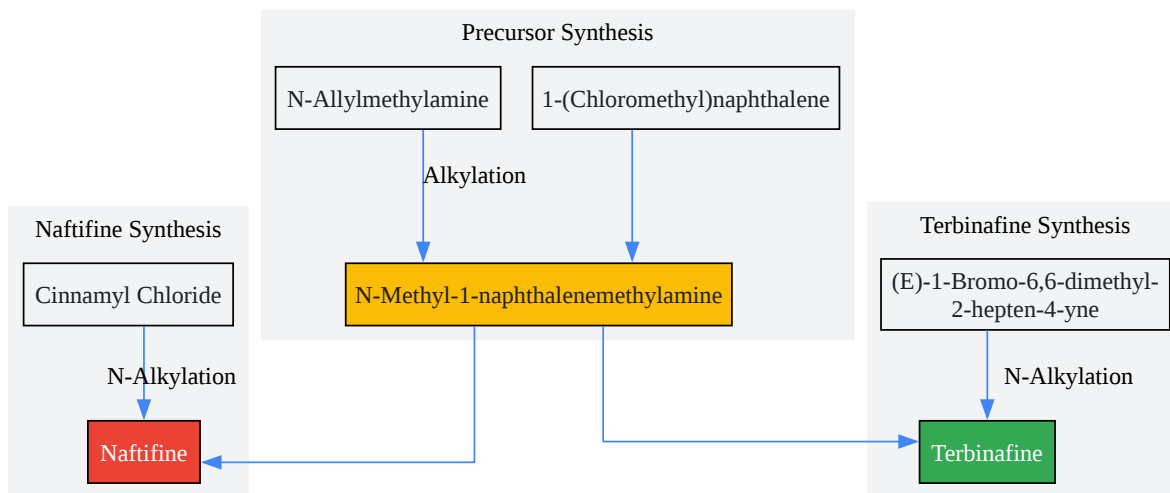 Precursor Synthesis
N-Allylmethylamine
1-(Chloromethyl)naphthalene
Alkylation
N-Methyl-1-naphthalenemethylamine
Naftifine Synthesis
Cinnamyl Chloride
N-Alkylation
Naftifine
Terbinafine Synthesis
(E)-1-Bromo-6,6-dimethyl-
2-hepten-4-yne
N-Alkylation
Terbinafine